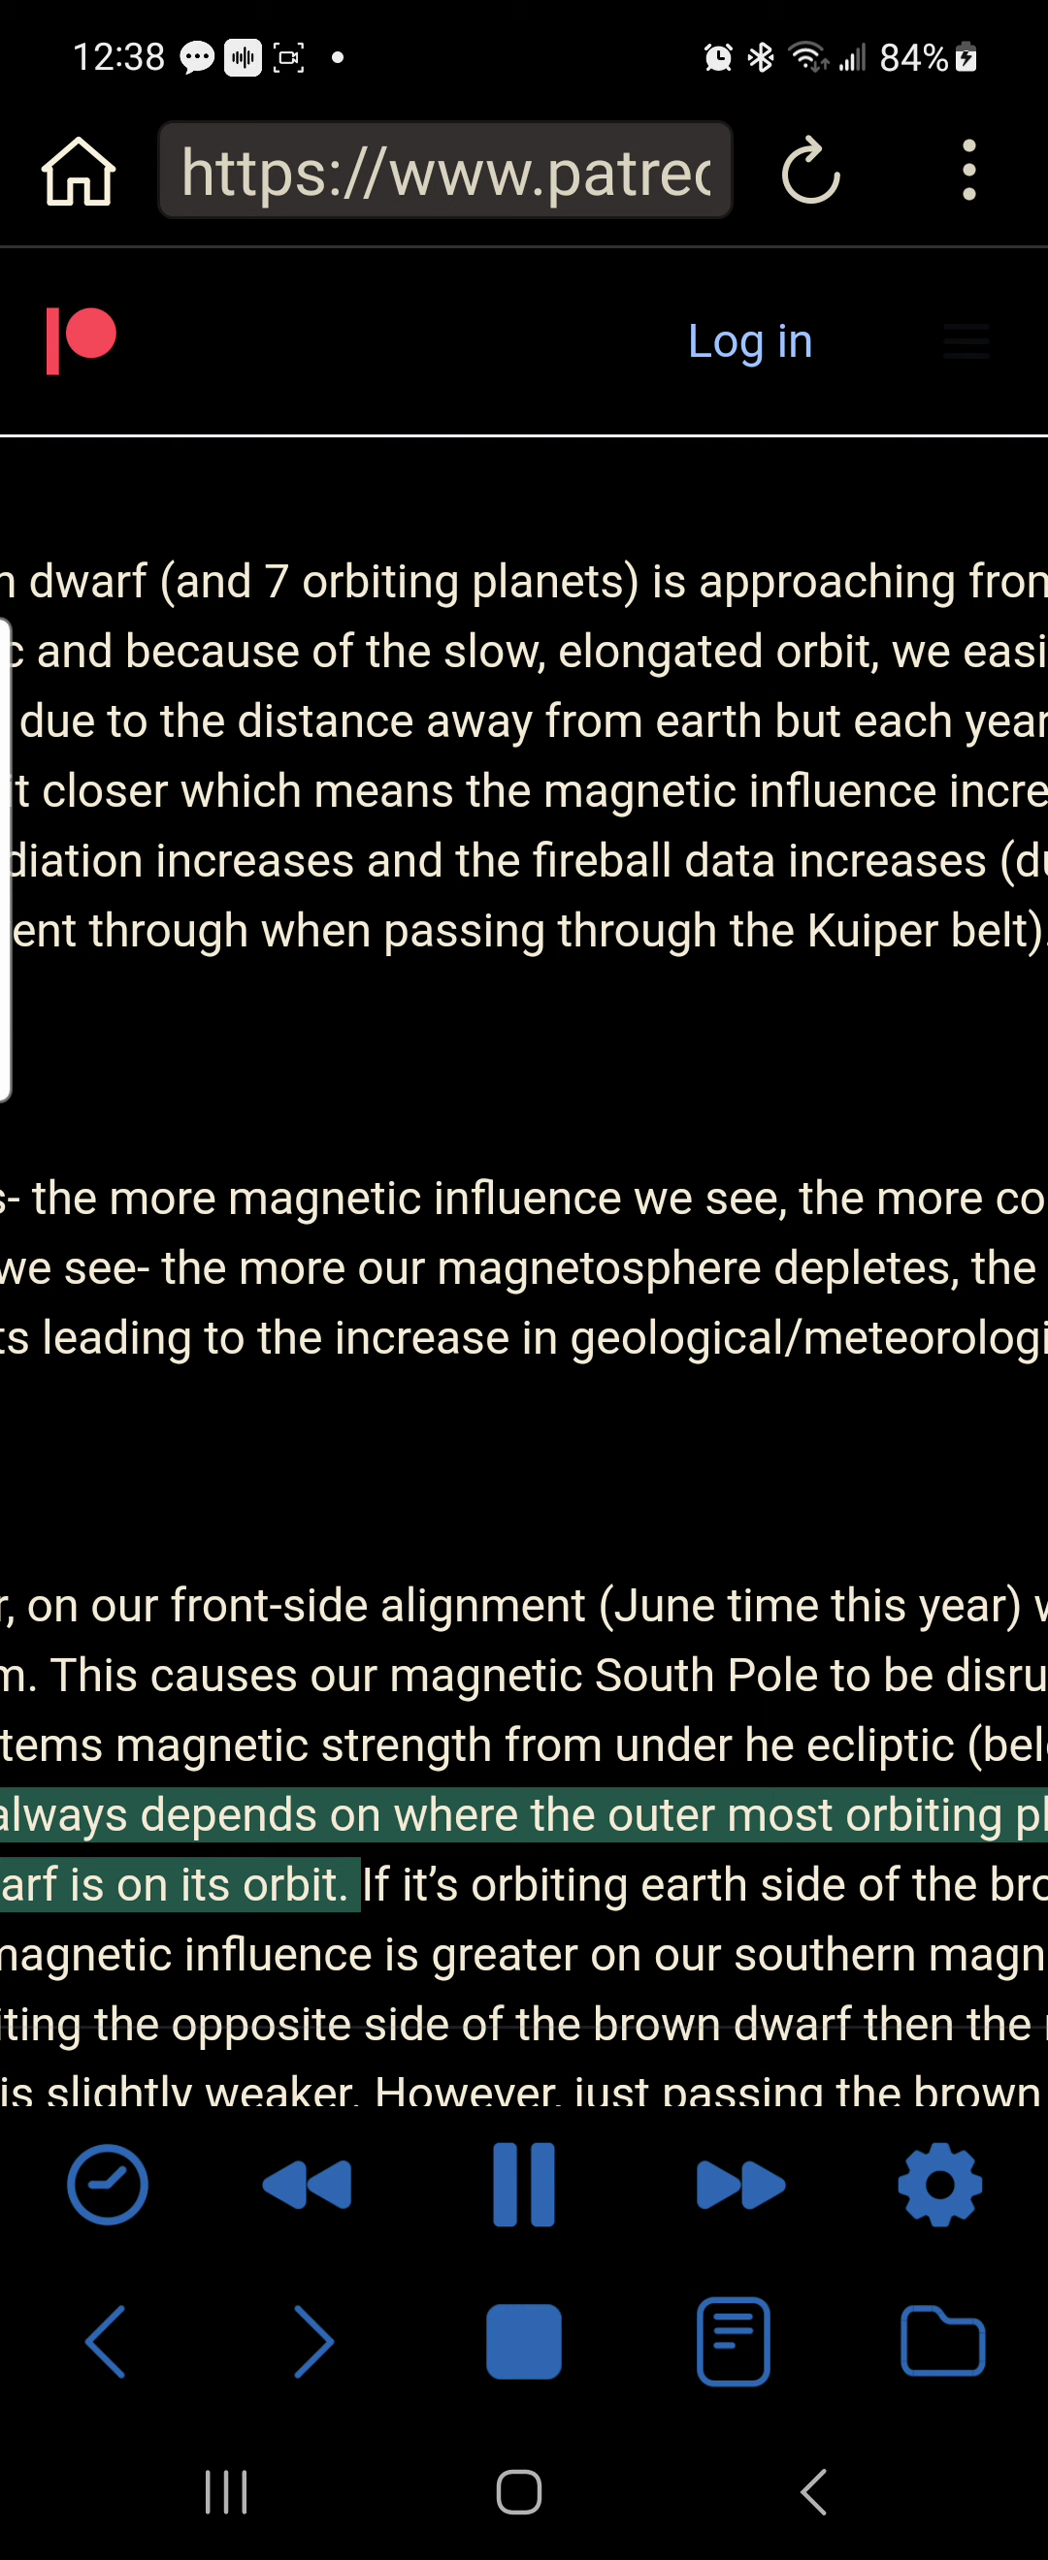 12:38
84%
https://www.patreo
Log in
n dwarf (and 7 orbiting planets) is approaching from
c and because of the slow, elongated orbit, we easi
due to the distance away from earth but each year
it closer which means the magnetic influence incre
diation increases and the fireball data increases (du
ent through when passing through the Kuiper belt).
s- the more magnetic influence we see, the more co
we see- the more our magnetosphere depletes, the
ts leading to the increase in geological/meteorologi
r, on our front-side alignment (June time this year) w
m. This causes our magnetic South Pole to be disru
tems magnetic strength from under he ecliptic (belo
always depends on where the outer most orbiting pl
arf is on its orbit. If it’s orbiting earth side of the bro
magnetic influence is greater on our southern magn
iting the opposite side of the brown dwarf then the
is slightly weaker. However, just passing the brown